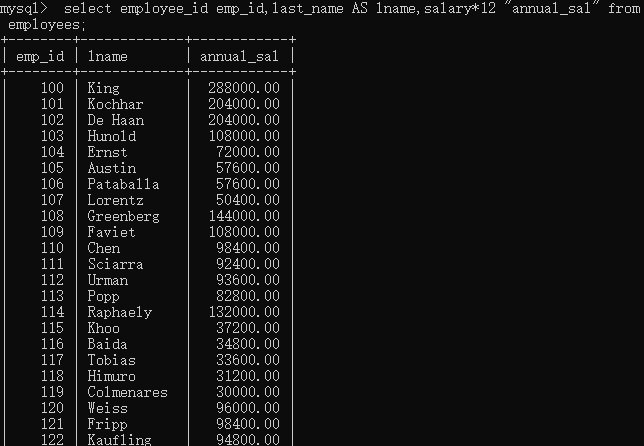 mysql>  select employee_id emp_id,last_name AS lname,salary*12 "annual_sal" from
 employees;
+--------+-------------+------------+
| emp_id | lname       | annual_sal |
+--------+-------------+------------+
|    100 | King        |  288000.00 |
|    101 | Kochhar     |  204000.00 |
|    102 | De Haan     |  204000.00 |
|    103 | Hunold      |  108000.00 |
|    104 | Ernst       |   72000.00 |
|    105 | Austin      |   57600.00 |
|    106 | Pataballa   |   57600.00 |
|    107 | Lorentz     |   50400.00 |
|    108 | Greenberg   |  144000.00 |
|    109 | Faviet      |  108000.00 |
|    110 | Chen        |   98400.00 |
|    111 | Sciarra     |   92400.00 |
|    112 | Urman       |   93600.00 |
|    113 | Popp        |   82800.00 |
|    114 | Raphaely    |  132000.00 |
|    115 | Khoo        |   37200.00 |
|    116 | Baida       |   34800.00 |
|    117 | Tobias      |   33600.00 |
|    118 | Himuro      |   31200.00 |
|    119 | Colmenares  |   30000.00 |
|    120 | Weiss       |   96000.00 |
|    121 | Fripp       |   98400.00 |
|    122 | Kaufling    |   94800.00 |